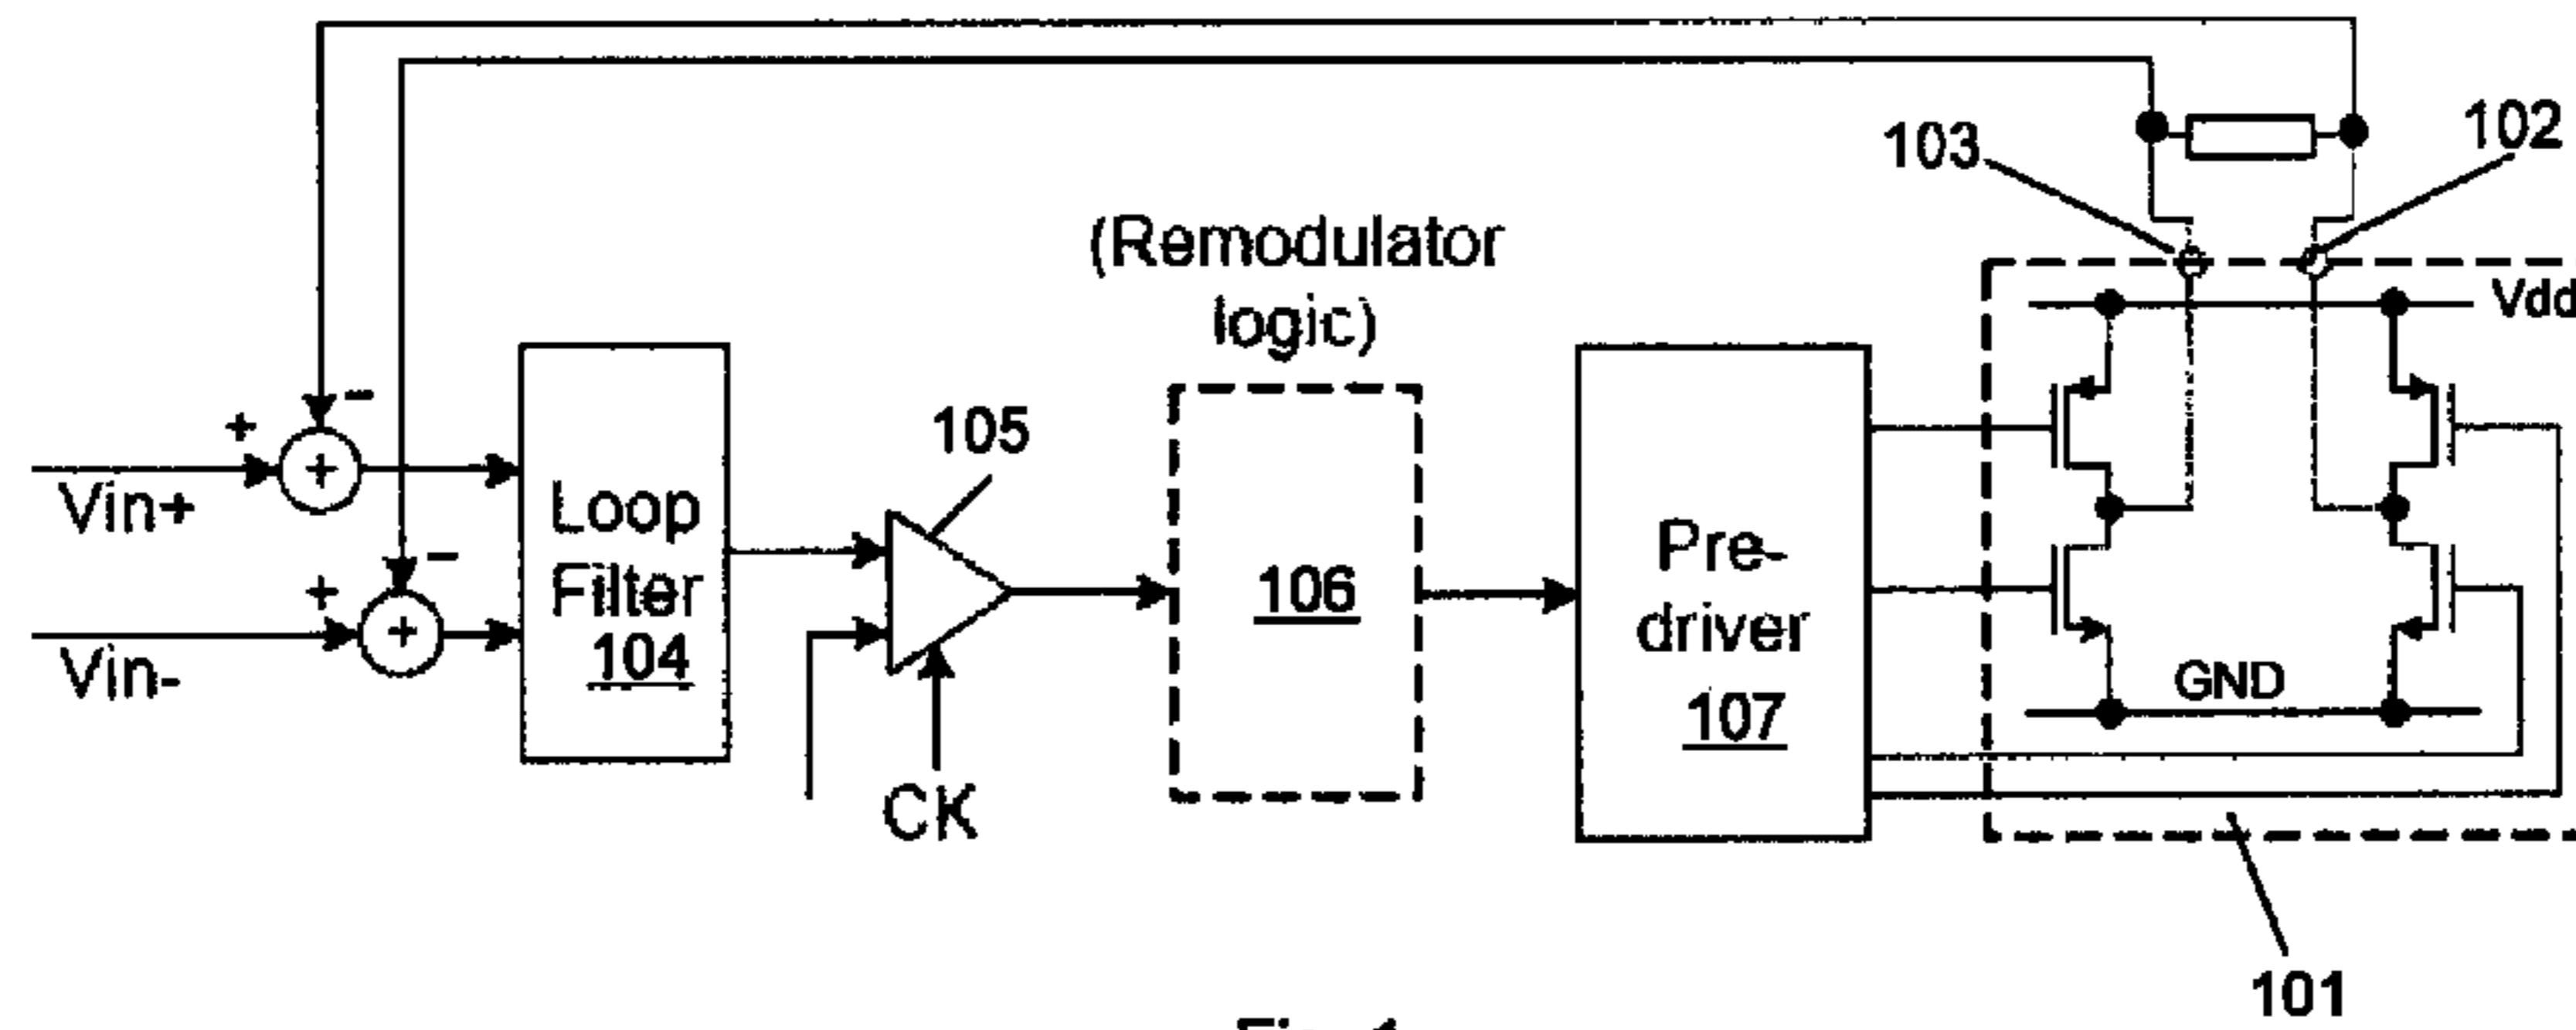 103
102
(Remodulator
logic)
Vdd
-
+
+
105
Vin+
Loop
Filter
104
-
+
+
Vin-
106
Pre-
driver
107
GND
CK
101